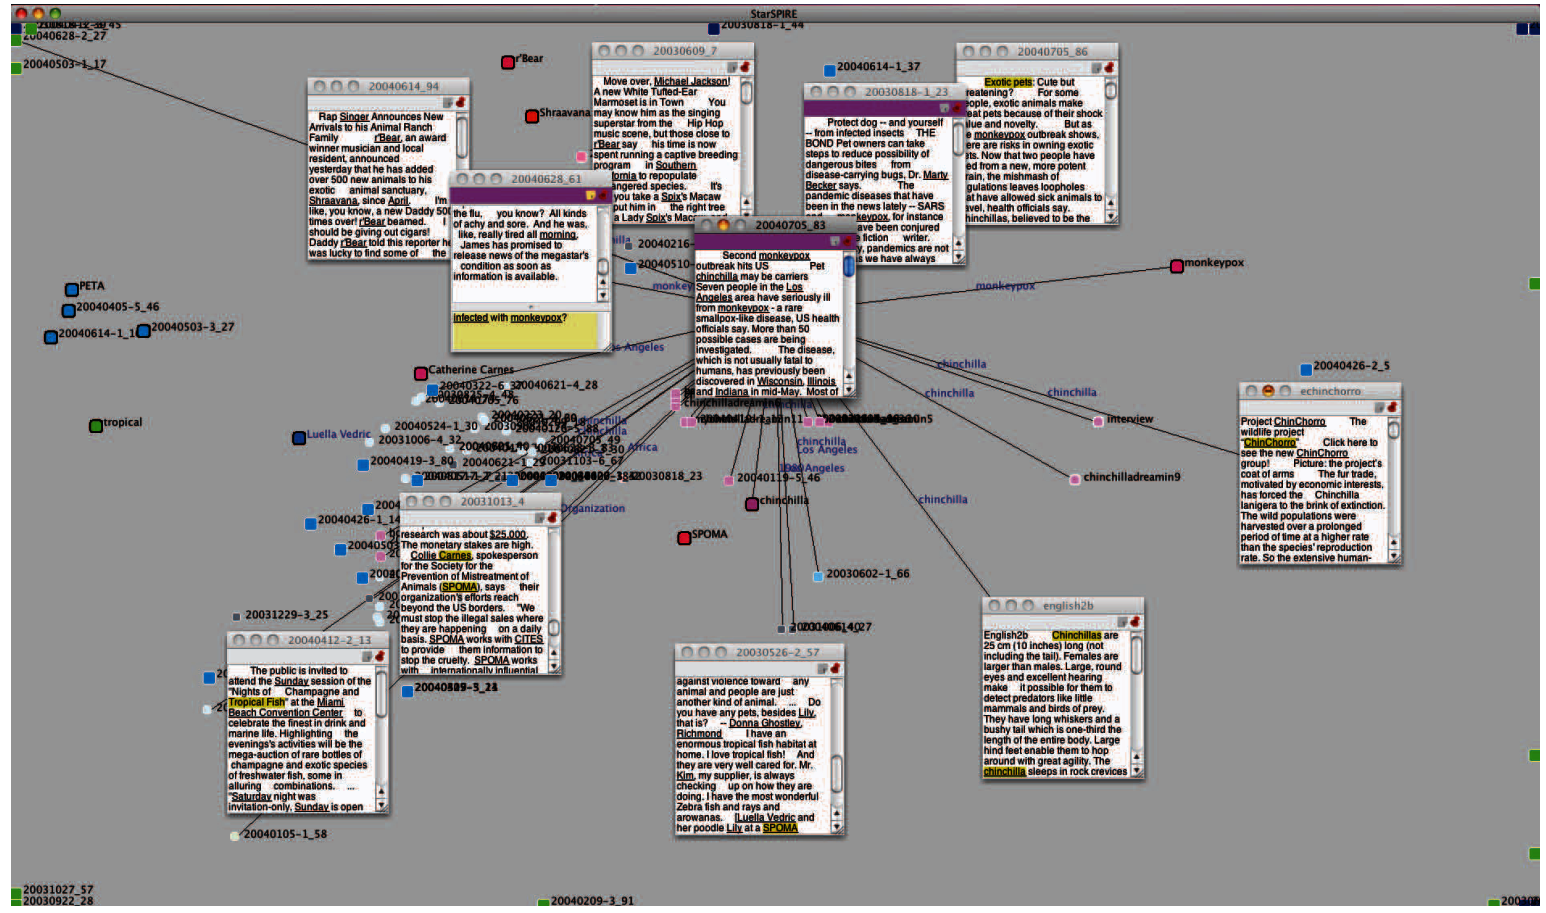 StarSPIRE
20040628-2_27
20040503-1_17
20030818-1_44
r'Bear
Shraavana
20040614-1_37
20040614_94
Rap Singer Announces New
Arrivals to his Animal Ranch
Family r'Bear, an award
winner musician and local
resident, announced
yesterday that he has added
over 500 new animals to his
exotic animal sanctuary,
Shraavana, since April. I'm
like, you know, a new Daddy 500
times over! r'Bear beamed. I
should be giving out cigars!
Daddy r'Bear told this reporter he
was lucky to find some of the
20030609_7
Move over, Michael Jackson!
A new White Tufted-Ear
Marmoset is in Town You
may know him as the singing
superstar from the Hip Hop
music scene, but those close to
r'Bear say his time is now
spent running a captive breeding
program in Southern
fornia to repopulate
angered species. It's
you take a Spix's Macaw
put him in the right tree
a Lady Spix's Macaw and
20030818-1_23
Protect dog -- and yourself
-- from infected insects THE
BOND Pet owners can take
steps to reduce possibility of
dangerous bites from
disease-carrying bugs, Dr. Marty
Becker says. The
pandemic diseases that have
been in the news lately -- SARS
monkeypox, for instance
ave been conjured
fiction writer.
y, pandemics are not
as we have always
20040705_86
Exotic pets: Cute but
reatening? For some
eople, exotic animals make
eat pets because of their shock
lue and novelty. But as
e monkeypox outbreak shows,
ere are risks in owning exotic
ets. Now that two people have
ed from a new, more potent
rain, the mishmash of
gulations leaves loopholes
at have allowed sick animals to
avel, health officials say.
hinchillas, believed to be the
20040628_61
the flu, you know? All kinds
of achy and sore. And he was,
like, really tired all morning.
James has promised to
release news of the megastar's
condition as soon as
information is available.
infected with monkeypox?
20040705_83
Second monkeypox
outbreak hits US Pet
chinchilla may be carriers
Seven people in the Los
Angeles area have seriously ill
from monkeypox - a rare
smallpox-like disease, US health
officials say. More than 50
possible cases are being
investigated. The disease,
which is not usually fatal to
humans, has previously been
discovered in Wisconsin, Illinois
and Indiana in mid-May. Most of
20040216-
20040510-
monkey
monkeypox
monkeypox
PETA
20040405-5_46
20040614-1_1
20040503-3_27
os Angeles
Catherine Carnes
20040621-4_28
chinchilla
chinchilla
chinchilla
20040426-2_5
tropical
Luella Vedric
20040524-1_30
20031006-4_32
20040705_49
Africa
20040419-3_80
20040621-1_29
20031103-6_67
20030818_23
interview
chinchilla
Los Angeles
20040119-5_46
chinchilladreamin9
chinchilla
chinchilla
Organization
20040426-1_14
SPOMA
20030602-1_66
20031229-3_25
20040105-1_58
echinchorro
Project ChinChorro The
wildlife project
"ChinChorro" Click here to
see the new ChinChorro
group! Picture: the project's
coat of arms The fur trade,
motivated by economic interests,
has forced the Chinchilla
lanigera to the brink of extinction.
The wild populations were
harvested over a prolonged
period of time at a higher rate
than the species' reproduction
rate. So the extensive human-
20031013_4
research was about $25,000.
The monetary stakes are high.
Collie Carnes, spokesperson
for the Society for the
Prevention of Mistreatment of
Animals (SPOMA), says their
organization's efforts reach
beyond the US borders. "We
must stop the illegal sales where
they are happening on a daily
basis. SPOMA works with CITES
to provide them information to
stop the cruelty. SPOMA works
with internationally influential
20040412-2_13
The public is invited to
attend the Sunday session of the
"Nights of Champagne and
Tropical Fish" at the Miami
Beach Convention Center to
celebrate the finest in drink and
marine life. Highlighting the
evenings's activities will be the
mega-auction of rare bottles of
champagne and exotic species
of freshwater fish, some in
alluring combinations. ...
"Saturday night was
invitation-only, Sunday is open
20030526-2_57
against violence toward any
animal and people are just
another kind of animal. ... Do
you have any pets, besides Lily,
that is? -- Donna Ghostley,
Richmond I have an
enormous tropical fish habitat at
home. I love tropical fish! And
they are very well cared for. Mr.
Kim, my supplier, is always
checking up on how they are
doing. I have the most wonderful
Zebra fish and rays and
arowanas. [Luella Vedric and
her poodle Lily at a SPOMA
english2b
English2b Chinchillas are
25 cm (10 inches) long (not
including the tail). Females are
larger than males. Large, round
eyes and excellent hearing
make it possible for them to
detect predators like little
mammals and birds of prey.
They have long whiskers and a
bushy tail which is one-third the
length of the entire body. Large
hind feet enable them to hop
around with great agility. The
chinchilla sleeps in rock crevices
20031027_57
20030922_28
20040209-3_91